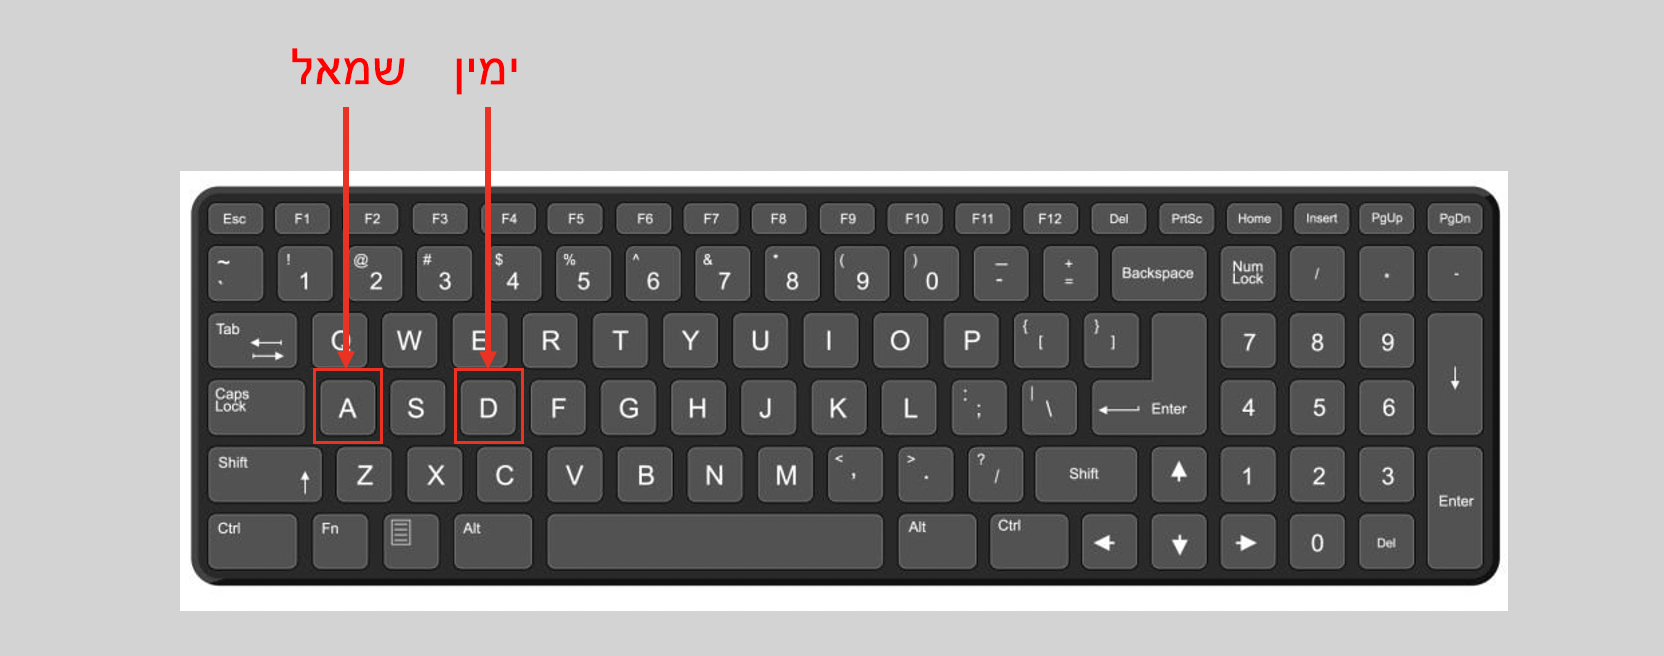 שמאל ימין
Esc F1 F2 F3 F4 F5 F6 F7 F8 F9 F10 F11 F12 Del PrtSc Home Insert PgUp PgDn
~ ` ! 1 @ 2 # 3 $ 4 % 5 ^ 6 & 7 * 8 ( 9 ) 0 — - + = Backspace Num Lock / * -
Tab Q W E R T Y U I O P { [ } ] 7 8 9
Caps Lock A S D F G H J K L : ; | \ Enter 4 5 6
Shift Z X C V B N M < , > . ? / Shift 1 2 3 Enter
Ctrl Fn Alt Alt Ctrl 0 Del